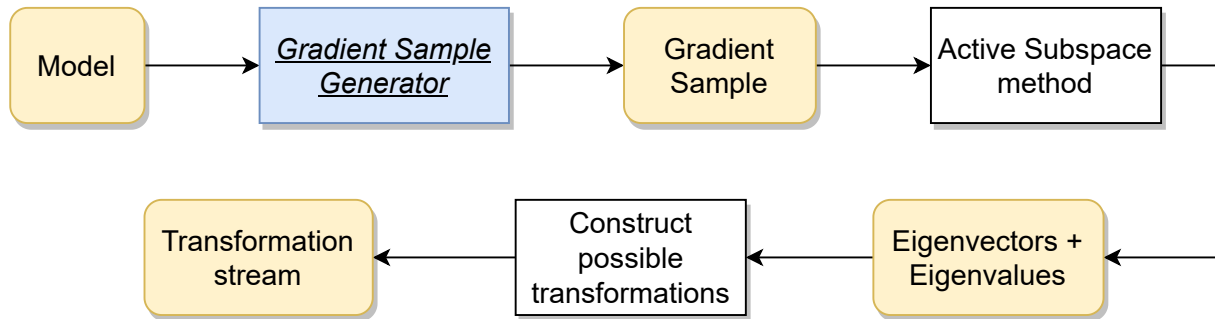 Model
Gradient Sample
Generator
Gradient
Sample
Active Subspace
method
Eigenvectors +
Eigenvalues
Construct
possible
transformations
Transformation
stream